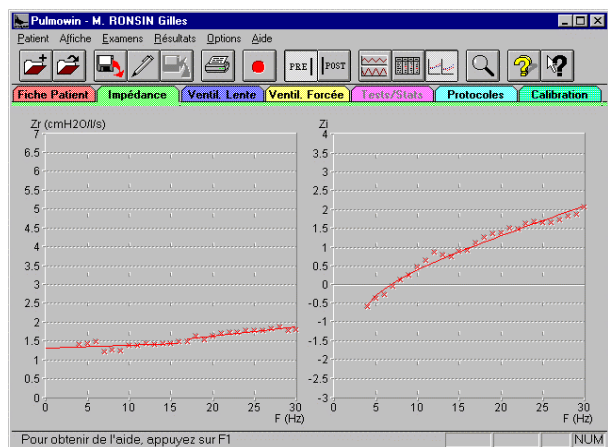 Pulmowin - M. RONSIN Gilles
Patient Affiche Examens Résultats Options Aide
PRE POST
Fiche Patient Impédance Ventil. Lente Ventil. Forcée Tests/Stats Protocoles Calibration
Zr (cmH2O/l/s) Zi
7 4
6.5 3.5
6 3
5.5 2.5
5 2
4.5 1.5
4 1
3.5 0.5
3 0
2.5 -0.5
2 -1
1.5 -1.5
1 -2
0.5 -2.5
0 -3
0 5 10 15 20 25 30 0 5 10 15 20 25 30
F (Hz) F (Hz)
Pour obtenir de l'aide, appuyez sur F1 NUM